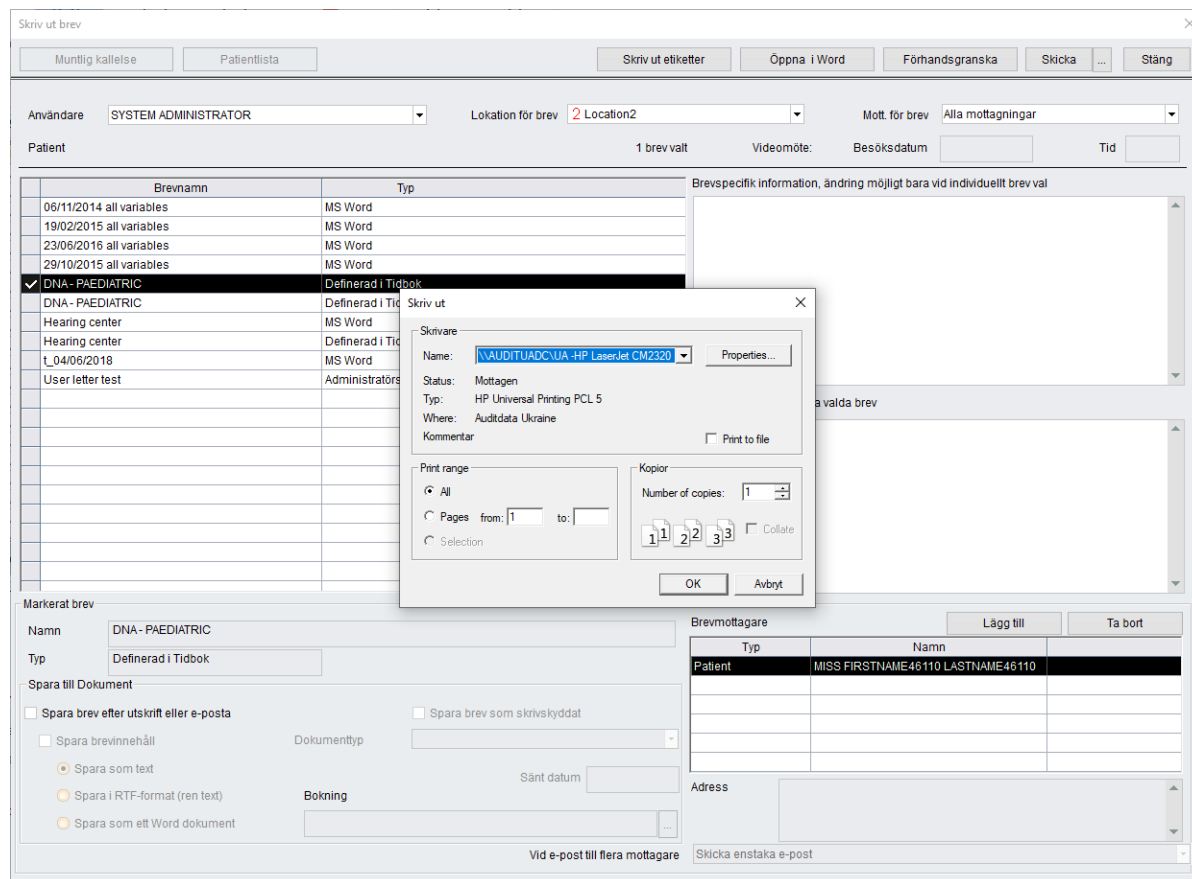 Skriv ut brev
Muntlig kallelse Patientlista Skriv ut etiketter Öppna i Word Förhandsgranska Skicka ... Stäng
Användare SYSTEM ADMINISTRATOR Lokation för brev 2 Location2 Mott. för brev Alla mottagningar
Patient 1 brev valt Videomöte: Besöksdatum Tid
Brevnamn Typ
Brevspecifik information, ändring möjligt bara vid individuellt brev val
06/11/2014 all variables MS Word
19/02/2015 all variables MS Word
23/06/2016 all variables MS Word
29/10/2015 all variables MS Word
DNA - PAEDIATRIC Definerad i Tidbok
DNA - PAEDIATRIC Definerad i Tid
Hearing center MS Word
Hearing center Definerad i Tid
t_04/06/2018 MS Word
User letter test Administratörs
a valda brev
Skriv ut
Skrivare
Name: \\AUDITUADC\UA -HP LaserJet CM2320 Properties...
Status: Mottagen
Typ: HP Universal Printing PCL 5
Where: Auditdata Ukraine
Kommentar Print to file
Print range Kopior
All Number of copies: 1
Pages from: 1 to:
1 1 2 2 3 3 Collate
Selection
OK Avbryt
Markerat brev
Namn DNA - PAEDIATRIC
Typ Definerad i Tidbok
Spara till Dokument
Spara brev efter utskrift eller e-posta Spara brev som skrivskyddat
Spara brevinnehåll Dokumenttyp
Spara som text Sänt datum
Spara i RTF-format (ren text) Bokning
Spara som ett Word dokument ...
Brevmottagare Lägg till Ta bort
Typ Namn
Patient MISS FIRSTNAME46110 LASTNAME46110
Adress
Vid e-post till flera mottagare Skicka enstaka e-post